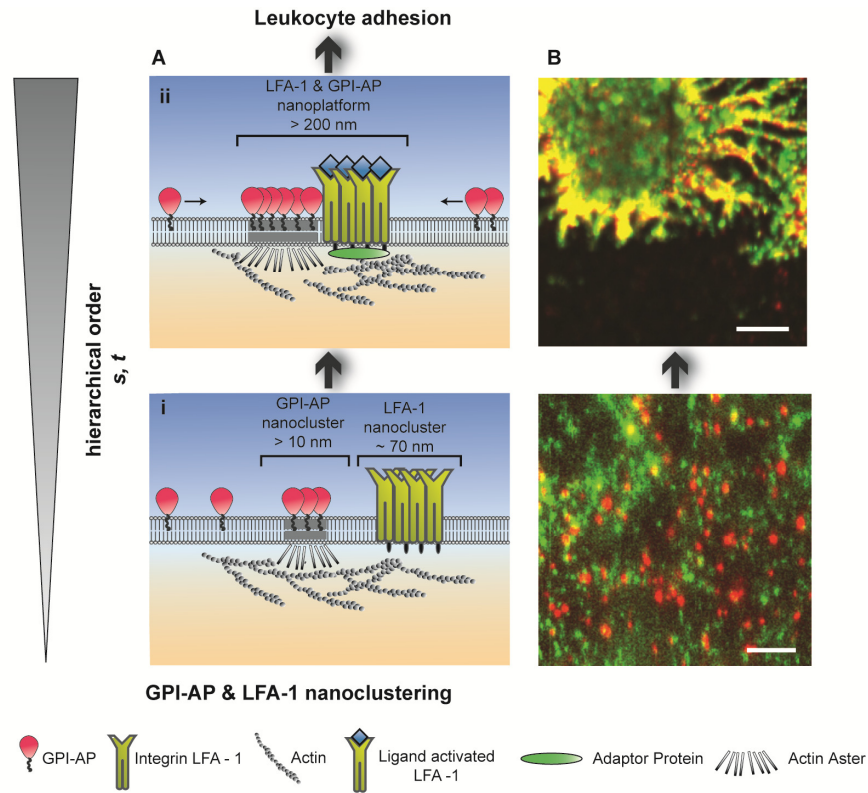 Leukocyte adhesion
A
B
ii
LFA-1 & GPI-AP
nanoplatform
> 200 nm
hierarchical order
s, t
i
GPI-AP
nanocluster
> 10 nm
LFA-1
nanocluster
~ 70 nm
GPI-AP & LFA-1 nanoclustering
GPI-AP
Integrin LFA - 1
Actin
Ligand activated
LFA -1
Adaptor Protein
Actin Aster